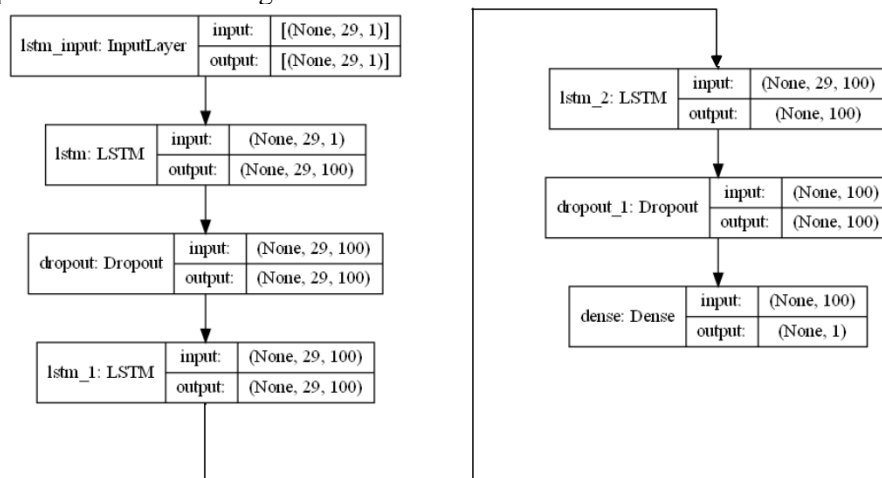 lstm_input: InputLayer
input: [(None, 29, 1)]
output: [(None, 29, 1)]
lstm: LSTM
input: (None, 29, 1)
output: (None, 29, 100)
dropout: Dropout
input: (None, 29, 100)
output: (None, 29, 100)
lstm_1: LSTM
input: (None, 29, 100)
output: (None, 29, 100)
lstm_2: LSTM
input: (None, 29, 100)
output: (None, 100)
dropout_1: Dropout
input: (None, 100)
output: (None, 100)
dense: Dense
input: (None, 100)
output: (None, 1)